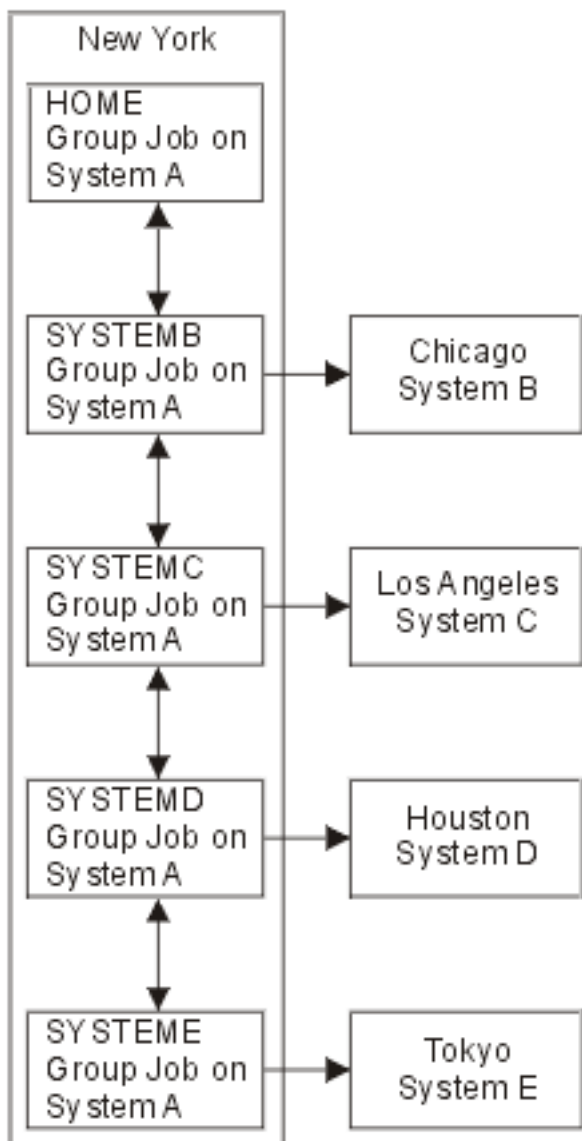 New York
HOME
Group Job on
System A
SYSTEMB
Group Job on
System A
Chicago
System B
SYSTEMC
Group Job on
System A
Los Angeles
System C
SYSTEMD
Group Job on
System A
Houston
System D
SYSTEME
Group Job on
System A
Tokyo
System E